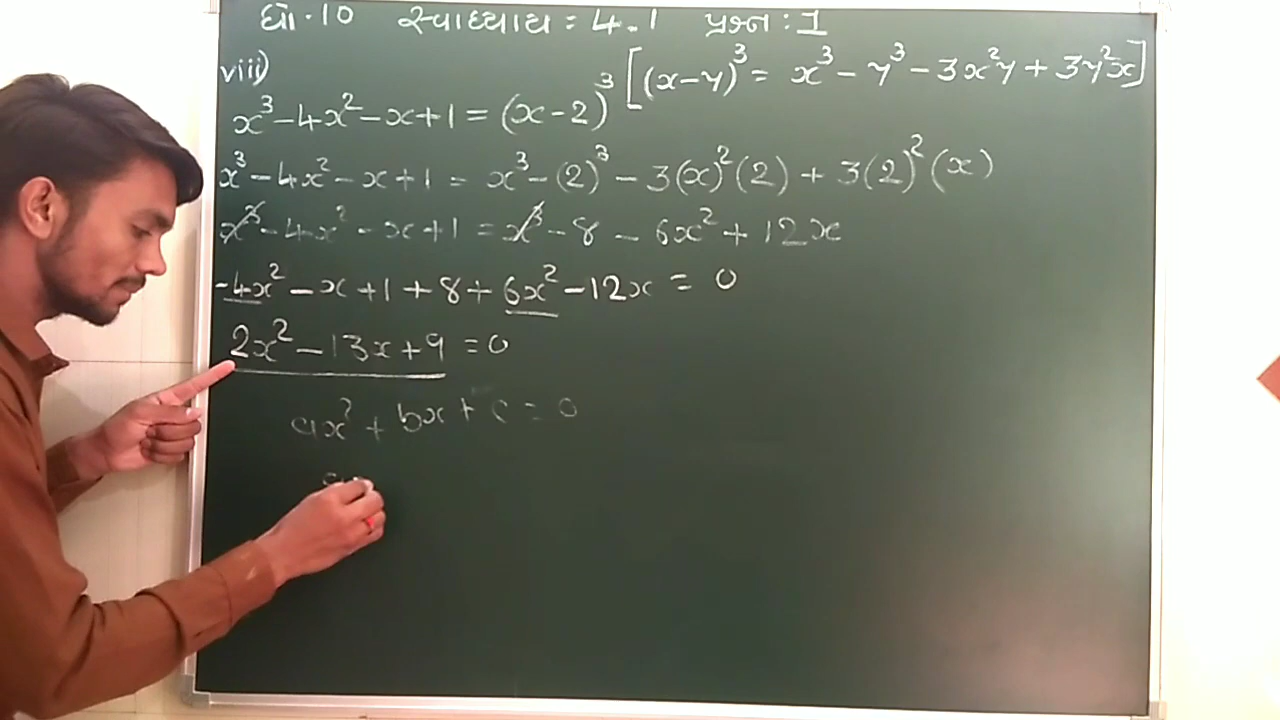 ધો. 10 સ્વાધ્યાય = 4.1 પ્રશ્ન : 1
viii) [(x-y)³ = x³ - y³ - 3x²y + 3y²x]
x³ - 4x² - x + 1 = (x-2)³
x³ - 4x² - x + 1 = x³ - (2)³ - 3(x)²(2) + 3(2)²(x)
x³ - 4x² - x + 1 = x³ - 8 - 6x² + 12x
-4x² - x + 1 + 8 + 6x² - 12x = 0
2x² - 13x + 9 = 0
ax² + bx + c = 0